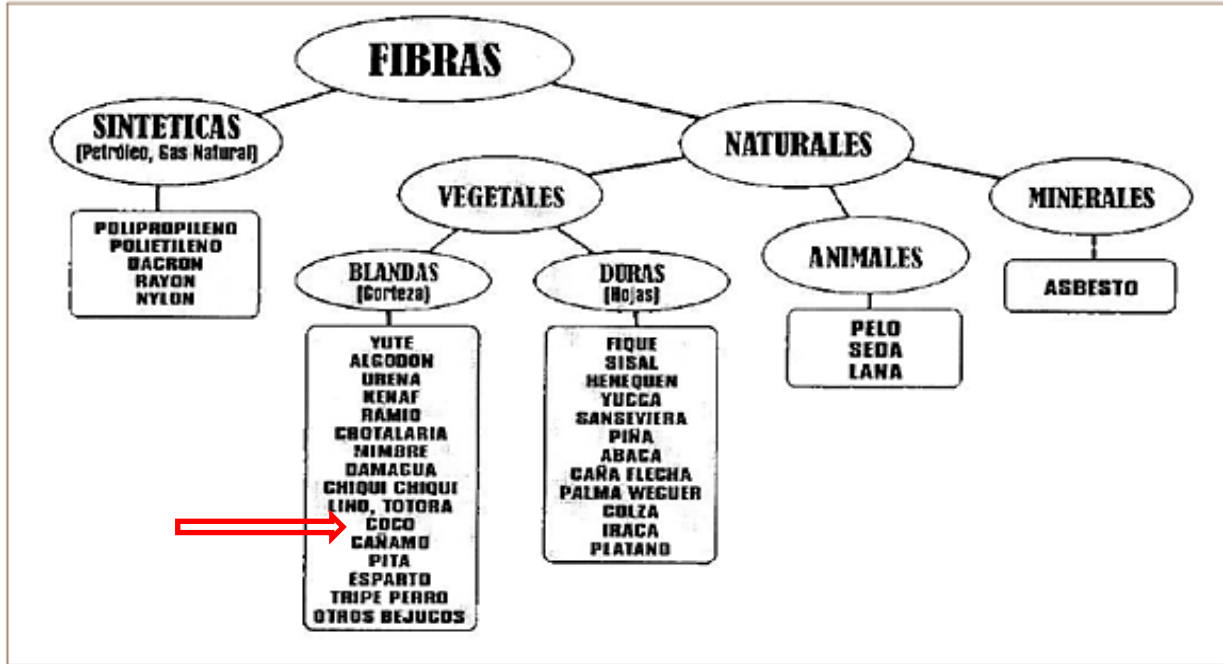 FIBRAS
SINTETICAS
(Petróleo, Gas Natural)
POLIPROPILENO
POLIETILENO
DACRON
RAYON
NYLON
NATURALES
VEGETALES
BLANDAS
(Corteza)
YUTE
ALGODON
URENA
KENAF
RAMIO
CROTALARIA
MIMBRE
DAMAGUA
CHIQUI CHIQUI
LINO, TOTORA
COCO
CAÑAMO
PITA
ESPARTO
TRIPE PERRO
OTROS BEJUCOS
DURAS
(Hojas)
FIQUE
SISAL
HENEQUEN
YUCCA
SANSEVIERA
PIÑA
ABACA
CAÑA FLECHA
PALMA WEGUER
COLZA
IRACA
PLATANO
ANIMALES
PELO
SEDA
LANA
MINERALES
ASBESTO